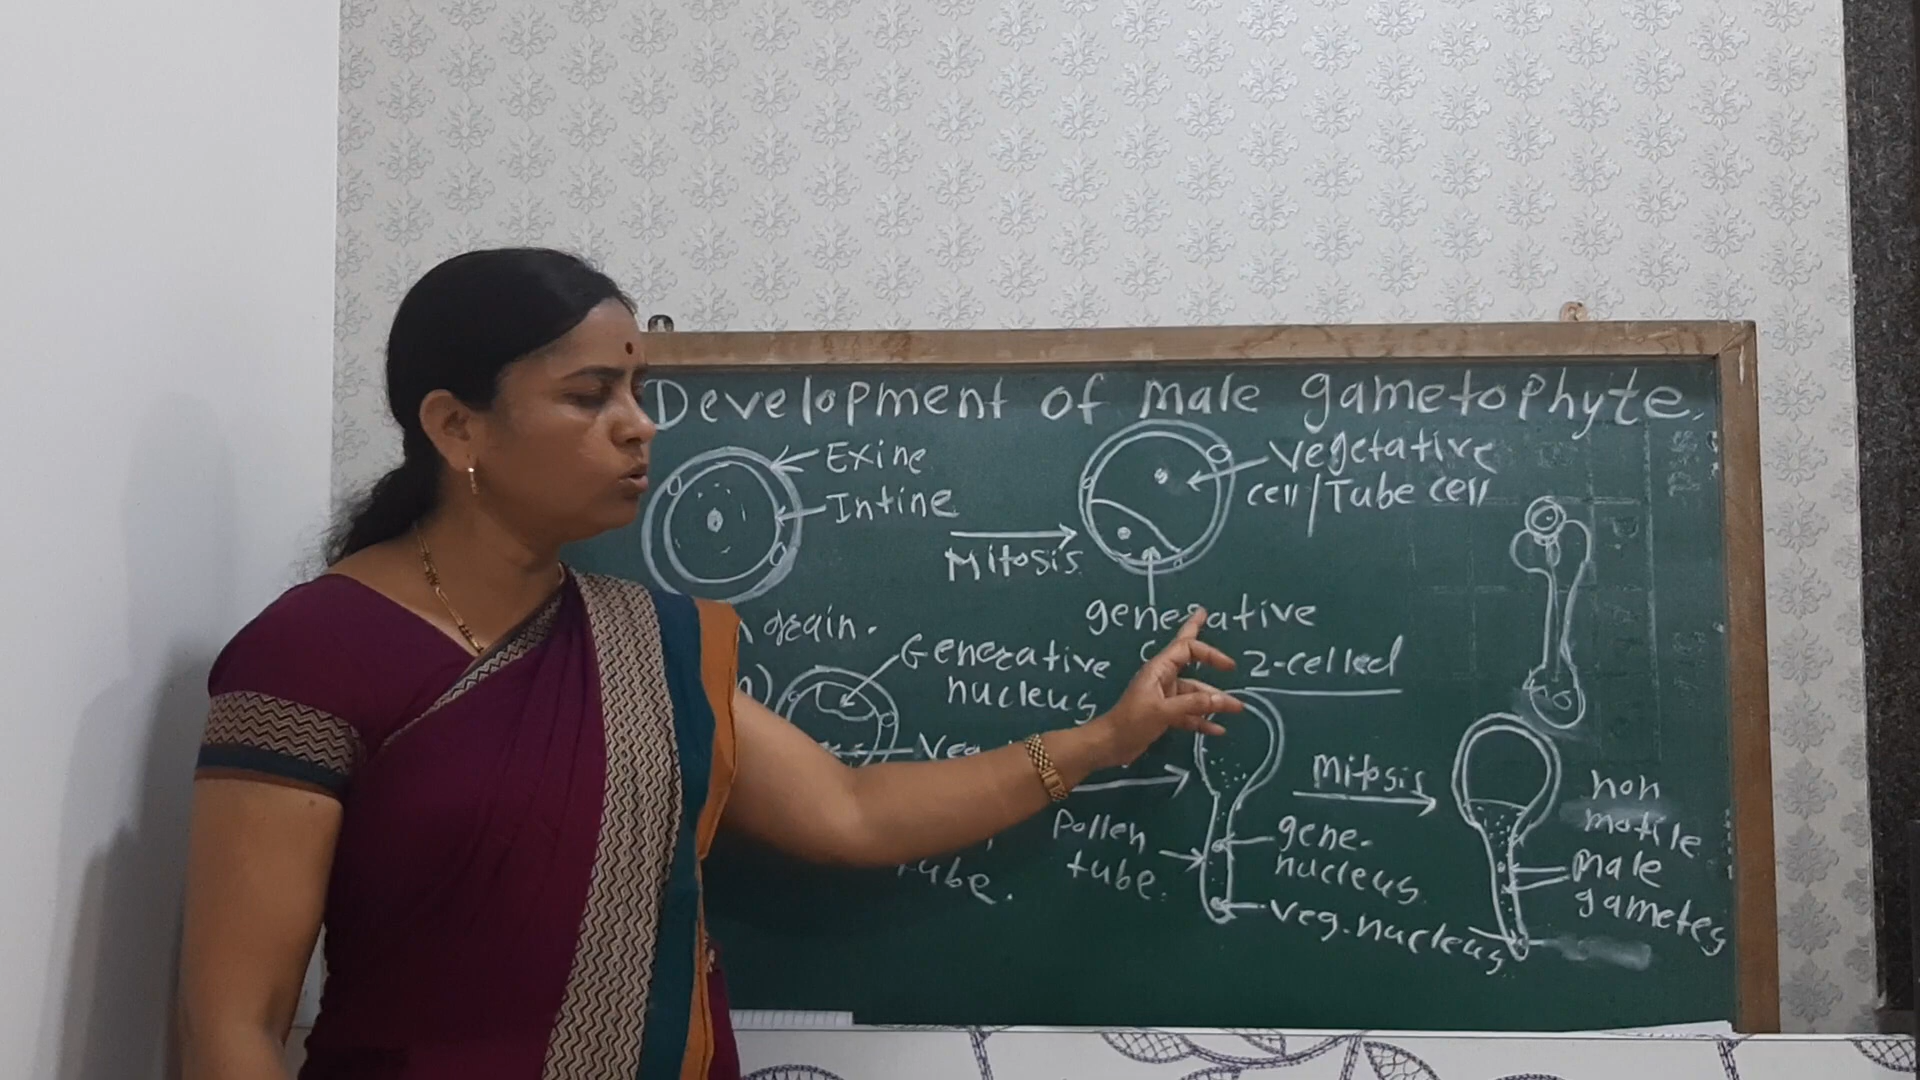 Development of male gametophyte.
Exine
Intine
Mitosis
Vegetative
cell/Tube cell
generative
2-celled
grain.
Generative
nucleus
Veg
tube.
Pollen
tube.
gene.
nucleus
veg.nucleus
Mitosis
non
motile
male
gametes